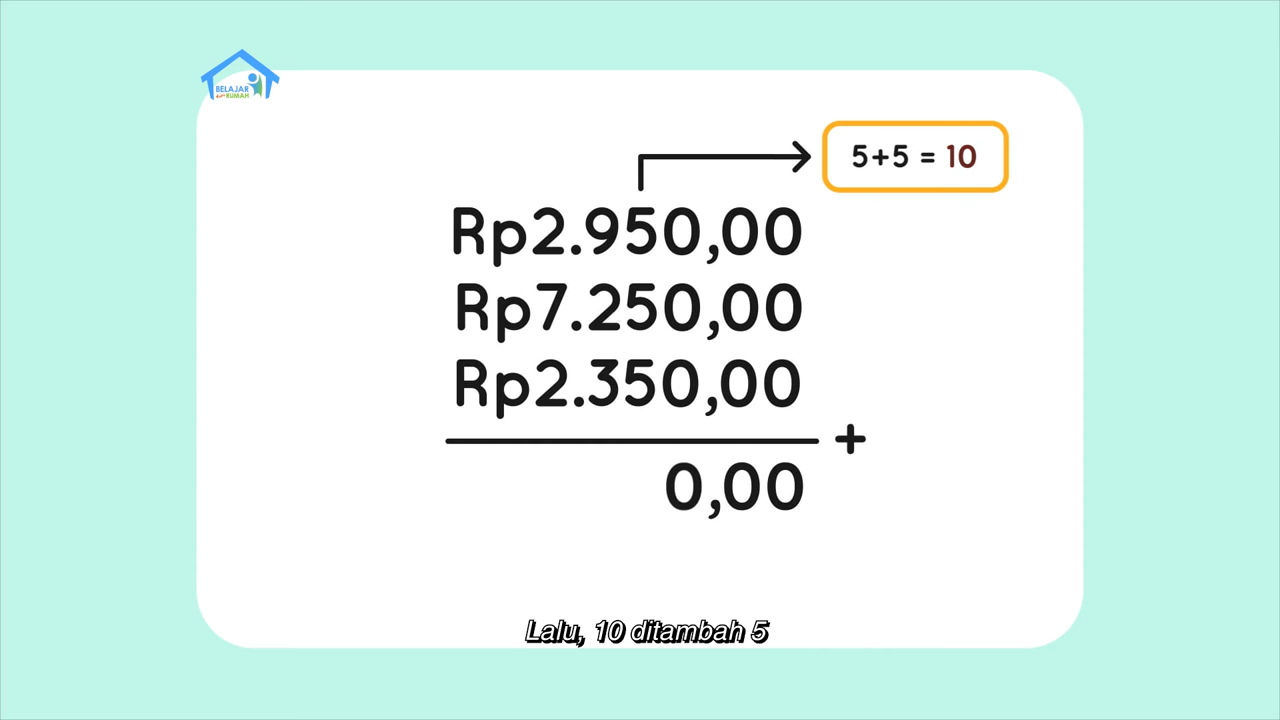 BELAJAR
dari RUMAH
5+5 = 10
Rp2.950,00
Rp7.250,00
Rp2.350,00
+
0,00
Lalu, 10 ditambah 5